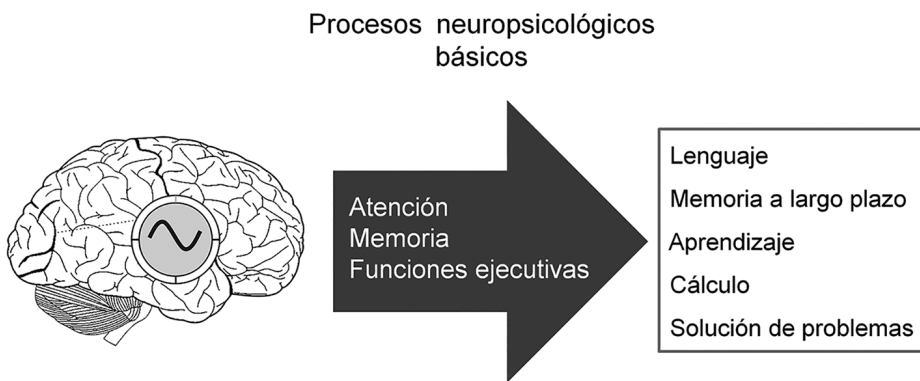 Procesos neuropsicológicos
básicos
Atención
Memoria
Funciones ejecutivas
Lenguaje
Memoria a largo plazo
Aprendizaje
Cálculo
Solución de problemas